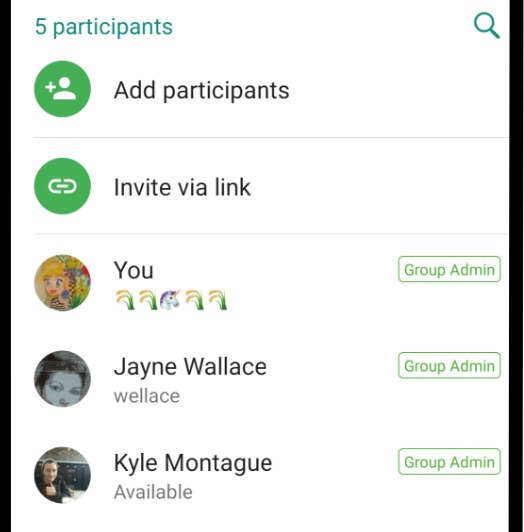 5 participants
Add participants
Invite via link
You
Group Admin
Jayne Wallace
Group Admin
wellace
Kyle Montague
Group Admin
Available